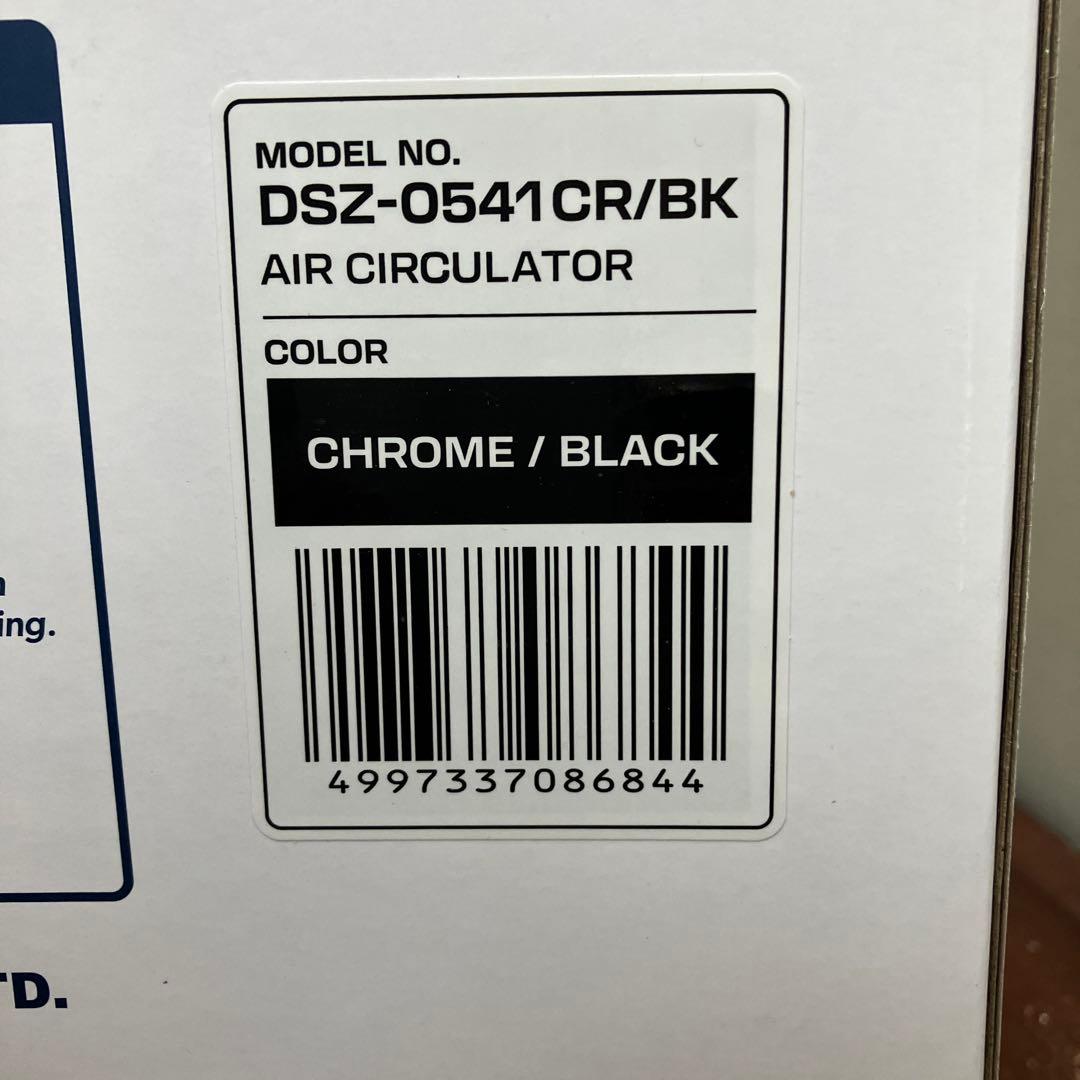 MODEL NO.
DSZ-0541CR/BK
AIR CIRCULATOR
COLOR
CHROME / BLACK
4997337086844
ing.
TD.